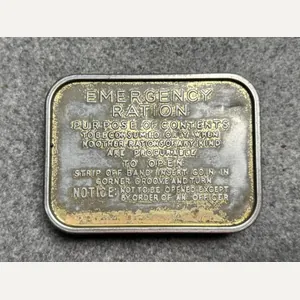 EMERGENCY
RATION
PURPOSE OF CONTENTS
TO BE CONSUMED ONLY WHEN
NO OTHER RATIONS OF ANY KIND
ARE PROCURABLE
TO OPEN
STRIP OFF BAND INSERT COIN IN
CORNER GROOVE AND TURN
NOTICE: NOT TO BE OPENED EXCEPT
BY ORDER OF AN OFFICER